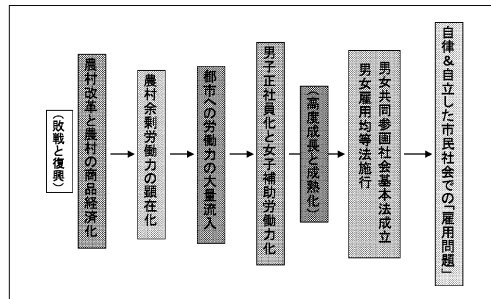 (敗戦と復興)
農村改革と農村の商品経済化
農村余剰労働力の顕在化
都市への労働力の大量流入
男子正社員化と女子補助労働力化
(高度成長と成熟化)
男女共同参画社会基本法成立
男女雇用均等法施行
自律&自立した市民社会での「雇用問題」